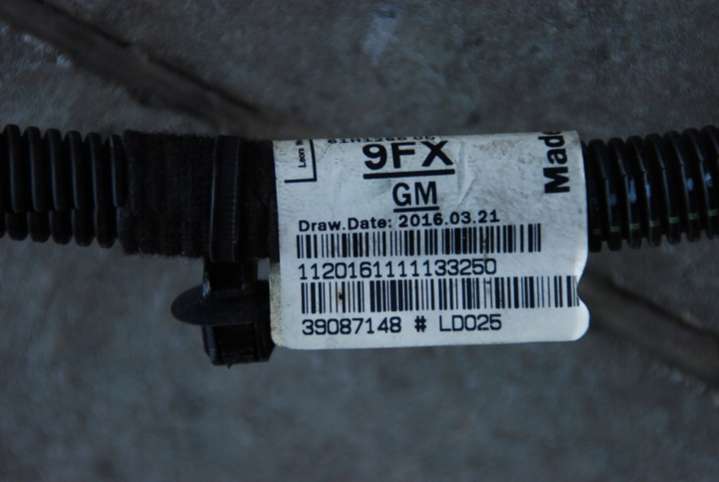 9FX
GM
Made
Draw.Date: 2016.03.21
1120161111133250
39087148 # LD025